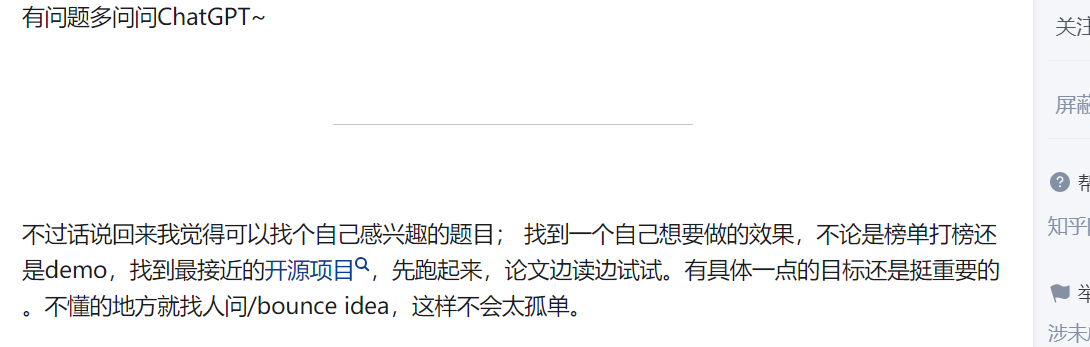 有问题多问问ChatGPT~
关注
屏蔽
不过话说回来我觉得可以找个自己感兴趣的题目； 找到一个自己想要做的效果，不论是榜单打榜还
是demo，找到最接近的开源项目，先跑起来，论文边读边试试。有具体一点的目标还是挺重要的
。不懂的地方就找人问/bounce idea，这样不会太孤单。
帮
知乎
举
涉未